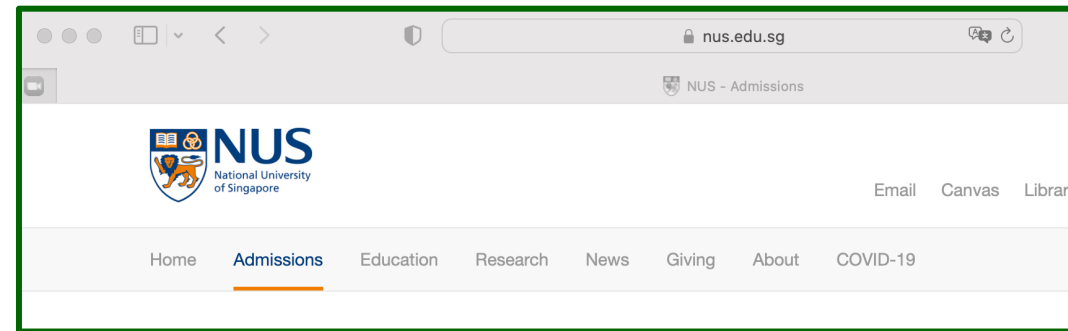 nus.edu.sg
NUS - Admissions
NUS
National University
of Singapore
Email Canvas Librar
Home Admissions Education Research News Giving About COVID-19